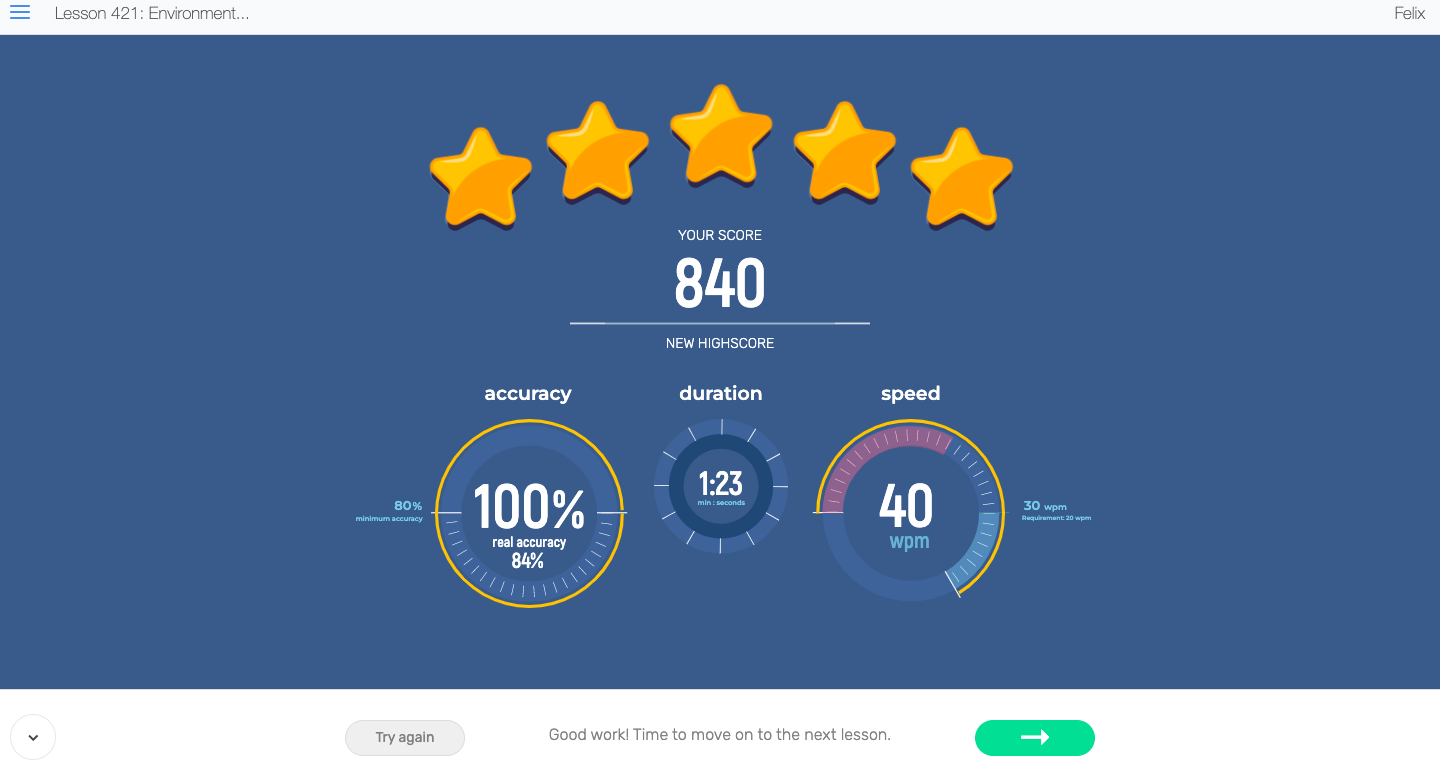 Lesson 421: Environment...
Felix
YOUR SCORE
840
NEW HIGHSCORE
accuracy
duration
speed
80%
minimum accuracy
100%
real accuracy
84%
1:23
min : seconds
40
wpm
30 wpm
Requirement: 20 wpm
Try again
Good work! Time to move on to the next lesson.